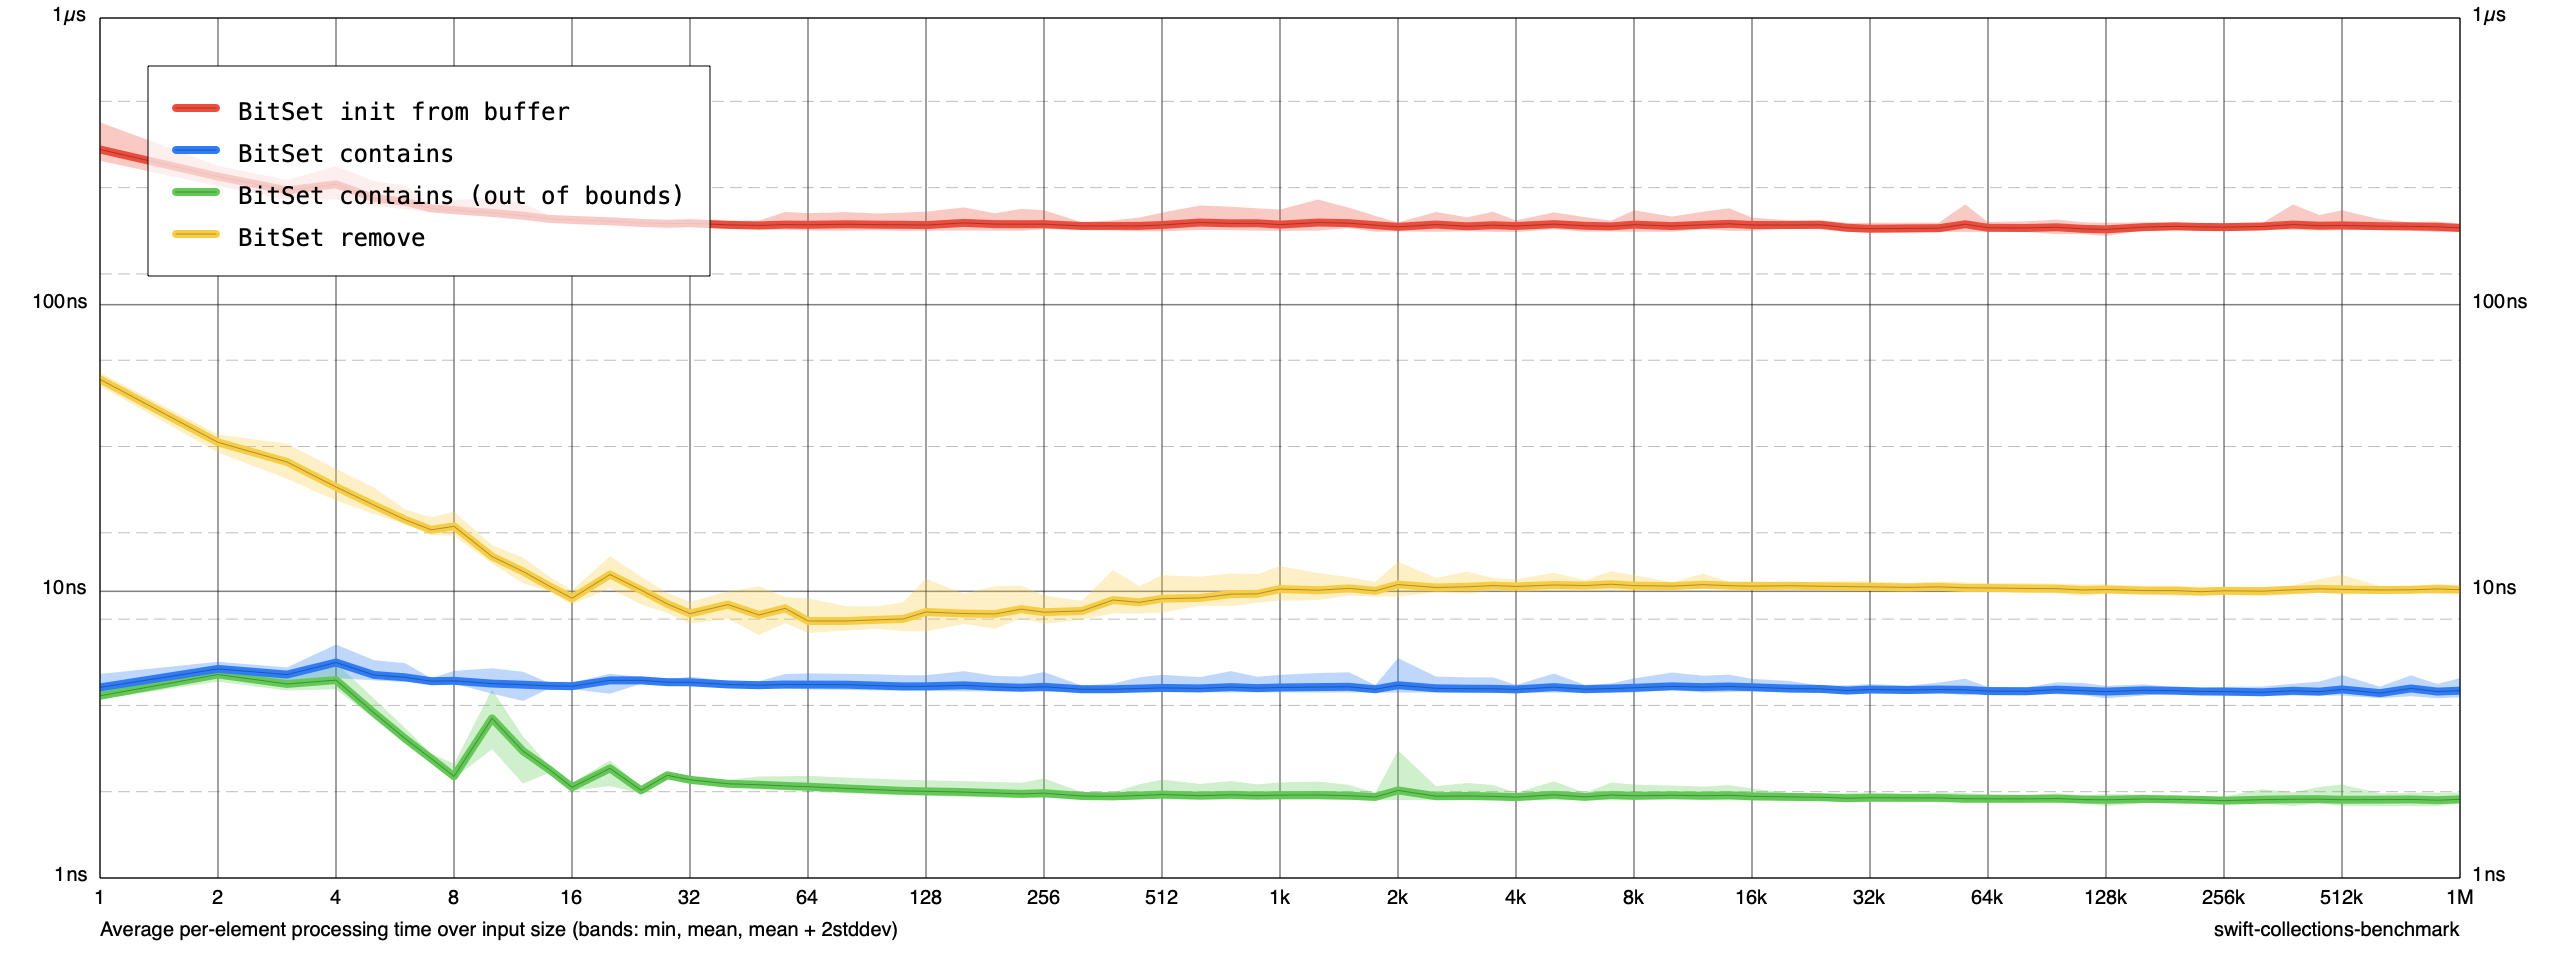 1µs 1µs
BitSet init from buffer
BitSet contains
BitSet contains (out of bounds)
BitSet remove
100ns 100ns
10ns 10ns
1ns 1ns
1 2 4 8 16 32 64 128 256 512 1k 2k 4k 8k 16k 32k 64k 128k 256k 512k 1M
Average per-element processing time over input size (bands: min, mean, mean + 2stddev) swift-collections-benchmark